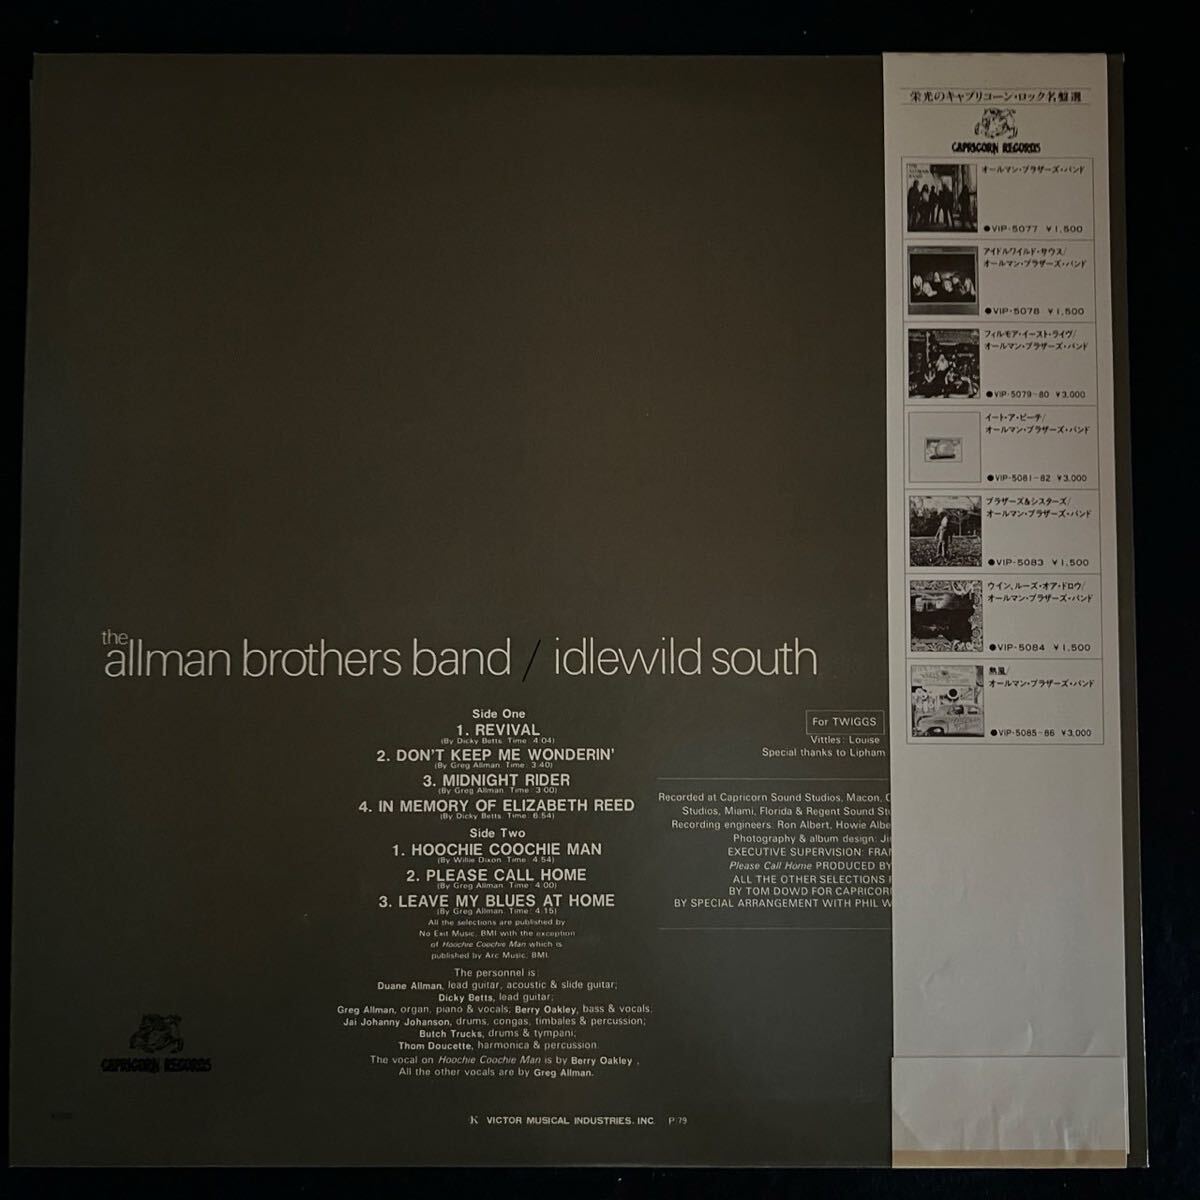 the
allman brothers band / idlewild south
Side One
1. REVIVAL
(By Dicky Betts. Time: 4:04)
2. DON'T KEEP ME WONDERIN'
(By Greg Allman. Time: 3:40)
3. MIDNIGHT RIDER
(By Greg Allman. Time: 3:00)
4. IN MEMORY OF ELIZABETH REED
(By Dicky Betts. Time: 6:54)
Side Two
1. HOOCHIE COOCHIE MAN
(By Willie Dixon. Time: 4:54)
2. PLEASE CALL HOME
(By Greg Allman. Time: 4:00)
3. LEAVE MY BLUES AT HOME
(By Greg Allman. Time: 4:15)
All the selections are published by
No Exit Music, BMI with the exception
of Hoochie Coochie Man which is
published by Arc Music, BMI.
The personnel is:
Duane Allman, lead guitar, acoustic & slide guitar;
Dicky Betts, lead guitar;
Greg Allman, organ, piano & vocals; Berry Oakley, bass & vocals;
Jai Johanny Johanson, drums, congas, timbales & percussion;
Butch Trucks, drums & tympani;
Thom Doucette, harmonica & percussion.
The vocal on Hoochie Coochie Man is by Berry Oakley.
All the other vocals are by Greg Allman.
For TWIGGS
Vittles: Louise
Special thanks to Lipham
Recorded at Capricorn Sound Studios, Macon,
Studios, Miami, Florida & Regent Sound
Recording engineers: Ron Albert, Howie
Photography & album design:
EXECUTIVE SUPERVISION:
Please Call Home PRODUCED BY
ALL THE OTHER SELECTIONS
BY TOM DOWD FOR
BY SPECIAL ARRANGEMENT WITH PHIL
CAPRICORN RECORDS
VICTOR MUSICAL INDUSTRIES, INC. P'79
栄光のキャプリコーン・ロック名盤選
CAPRICORN RECORDS
オールマン・ブラザーズ・バンド
●VIP-5077 ¥1,500
アイドルワイルド・サウス/
オールマン・ブラザーズ・バンド
●VIP-5078 ¥1,500
フィルモア・イースト・ライヴ/
オールマン・ブラザーズ・バンド
●VIP-5079~80 ¥3,000
イート・ア・ピーチ/
オールマン・ブラザーズ・バンド
●VIP-5081~82 ¥3,000
ブラザーズ&シスターズ/
オールマン・ブラザーズ・バンド
●VIP-5083 ¥1,500
ウイン、ルーズ・オア・ドロウ/
オールマン・ブラザーズ・バンド
●VIP-5084 ¥1,500
熱風/
オールマン・ブラザーズ・バンド
●VIP-5085~86 ¥3,000